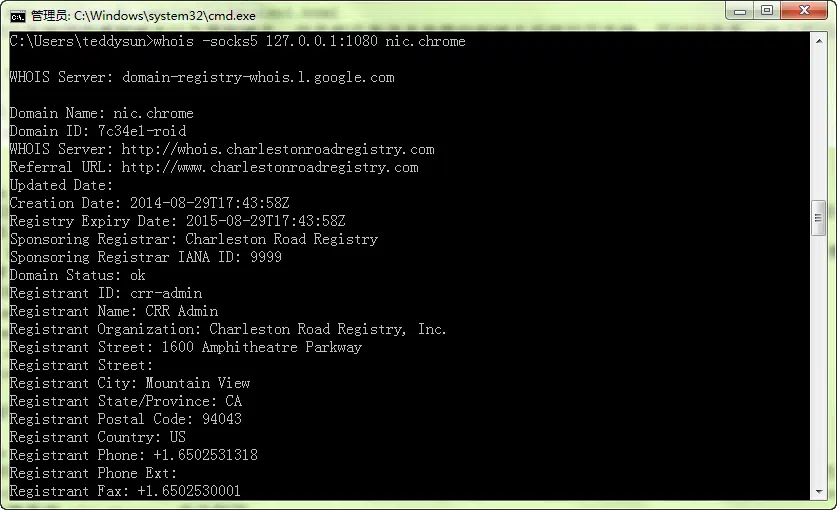 管理员: C:\Windows\system32\cmd.exe
C:\Users\teddysun>whois -socks5 127.0.0.1:1080 nic.chrome
WHOIS Server: domain-registry-whois.l.google.com
Domain Name: nic.chrome
Domain ID: 7c34e1-roid
WHOIS Server: http://whois.charlestonroadregistry.com
Referral URL: http://www.charlestonroadregistry.com
Updated Date:
Creation Date: 2014-08-29T17:43:58Z
Registry Expiry Date: 2015-08-29T17:43:58Z
Sponsoring Registrar: Charleston Road Registry
Sponsoring Registrar IANA ID: 9999
Domain Status: ok
Registrant ID: crr-admin
Registrant Name: CRR Admin
Registrant Organization: Charleston Road Registry, Inc.
Registrant Street: 1600 Amphitheatre Parkway
Registrant Street:
Registrant City: Mountain View
Registrant State/Province: CA
Registrant Postal Code: 94043
Registrant Country: US
Registrant Phone: +1.6502531318
Registrant Phone Ext:
Registrant Fax: +1.6502530001